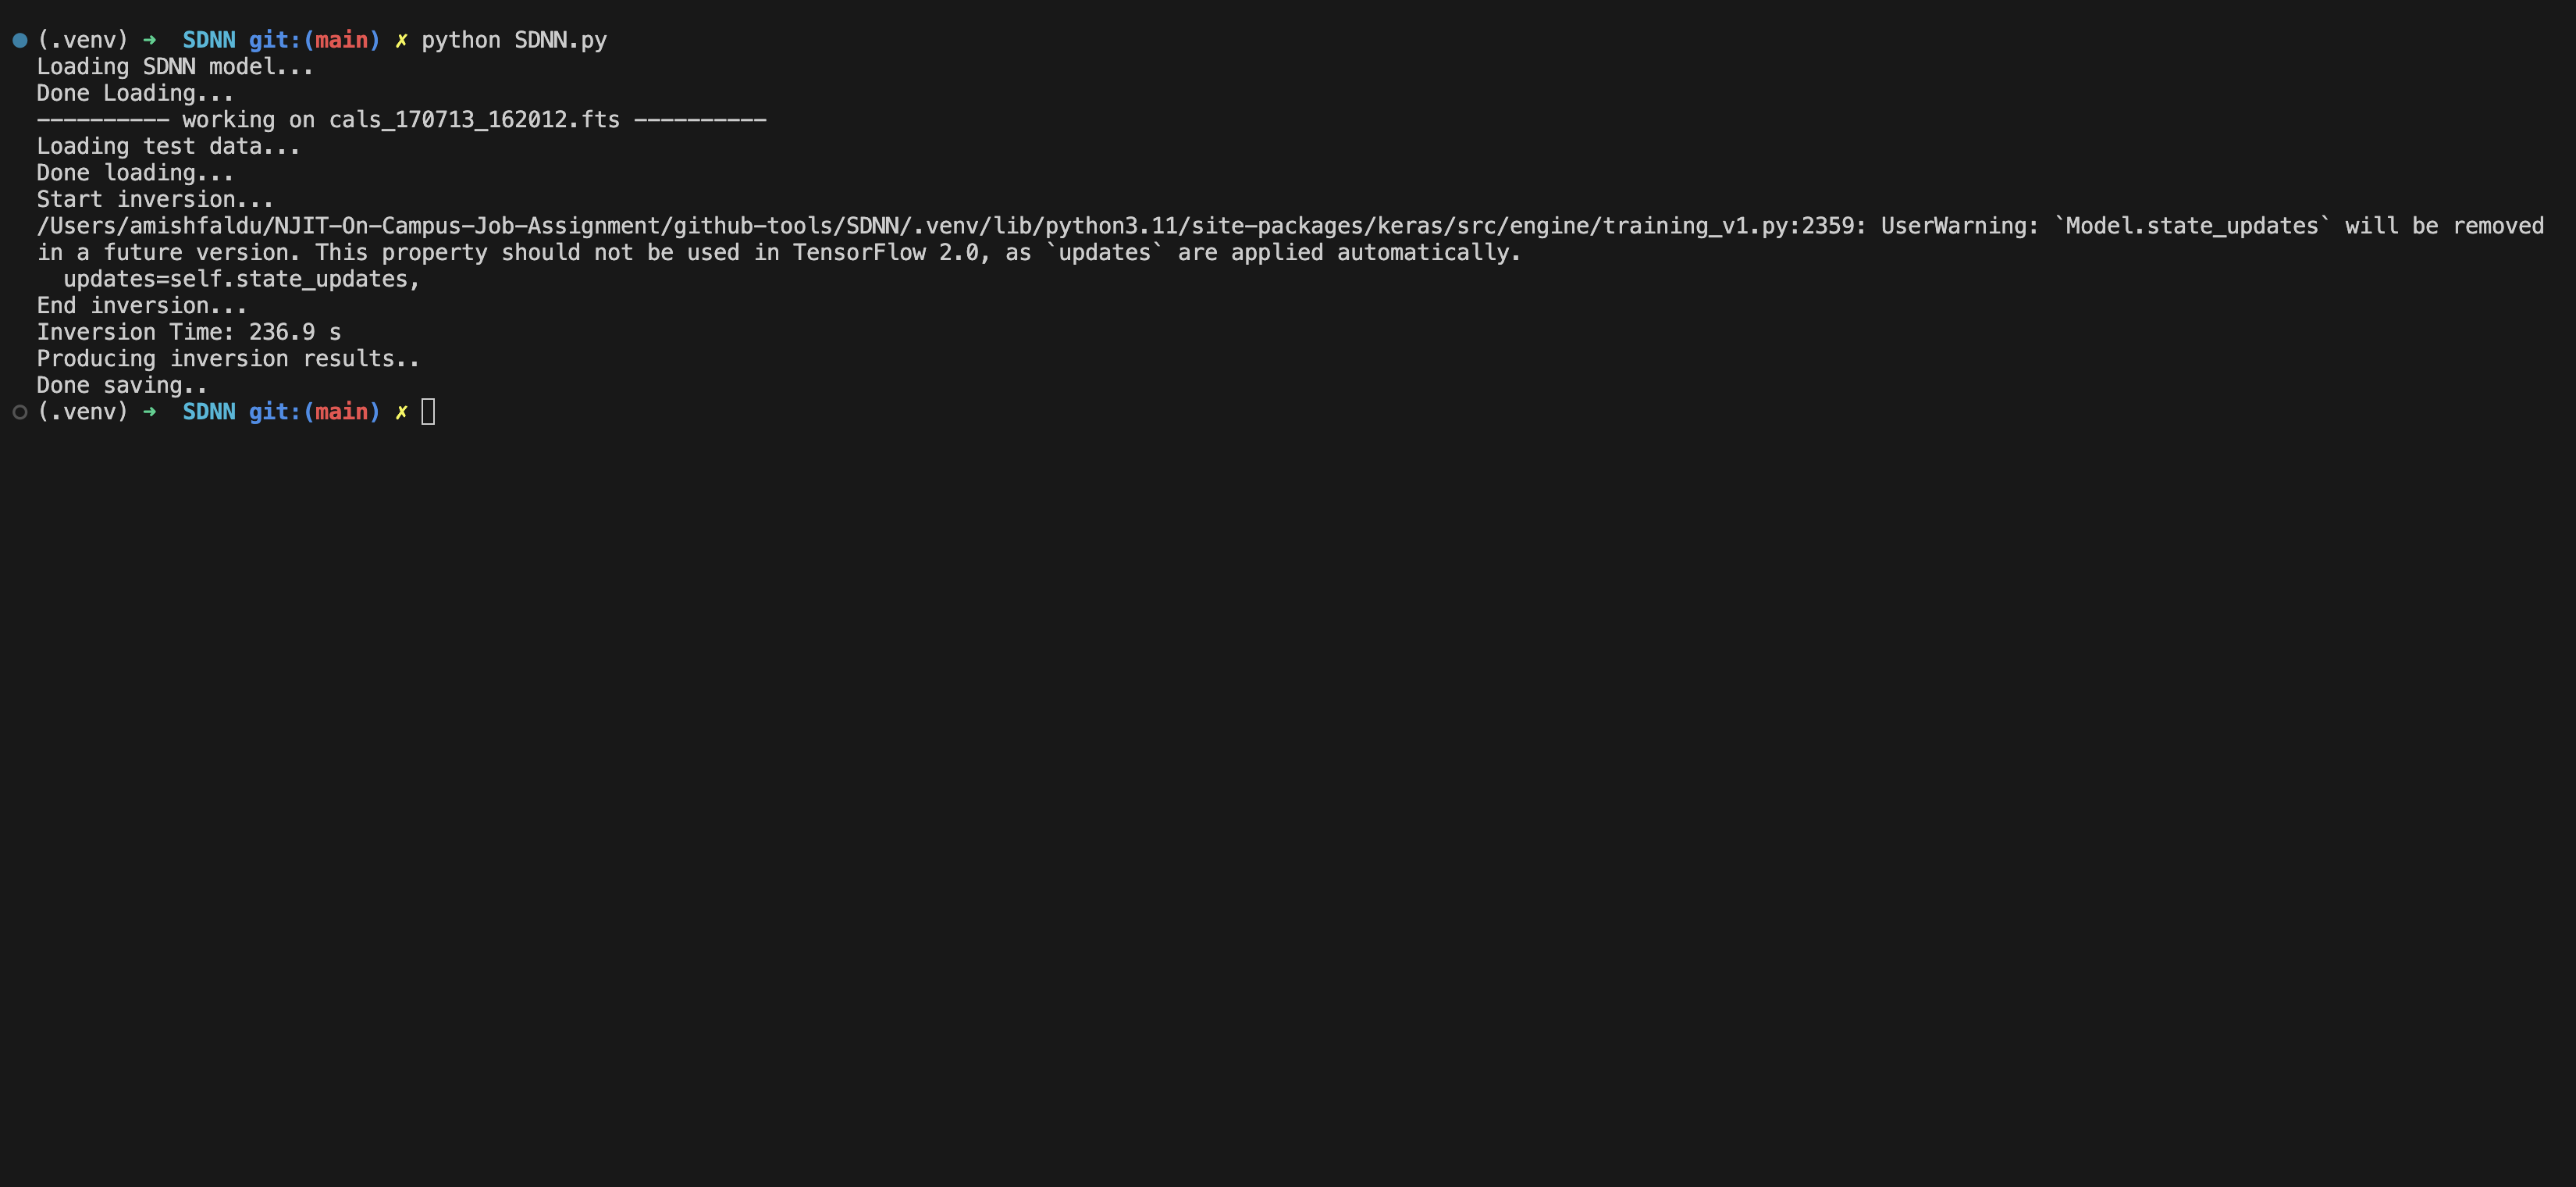 (.venv) ➜ SDNN git:(main) ✗ python SDNN.py
Loading SDNN model...
Done Loading...
---------- working on cals_170713_162012.fts ----------
Loading test data...
Done loading...
Start inversion...
/Users/amishfaldu/NJIT-On-Campus-Job-Assignment/github-tools/SDNN/.venv/lib/python3.11/site-packages/keras/src/engine/training_v1.py:2359: UserWarning: `Model.state_updates` will be removed
in a future version. This property should not be used in TensorFlow 2.0, as `updates` are applied automatically.
  updates=self.state_updates,
End inversion...
Inversion Time: 236.9 s
Producing inversion results..
Done saving..
(.venv) ➜ SDNN git:(main) ✗